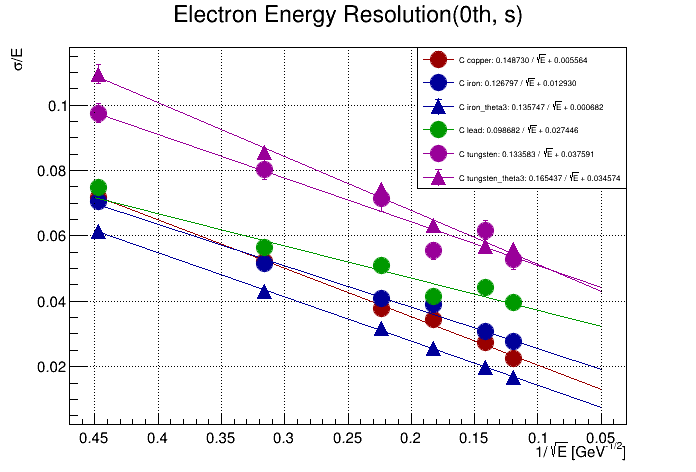 Electron Energy Resolution(0th, s)
σ/E
C copper: 0.148730 / √E + 0.005564
C iron: 0.126797 / √E + 0.012930
C iron_theta3: 0.135747 / √E + 0.000682
C lead: 0.098682 / √E + 0.027446
C tungsten: 0.133583 / √E + 0.037591
C tungsten_theta3: 0.165437 / √E + 0.034574
0.1
0.08
0.06
0.04
0.02
0.45 0.4 0.35 0.3 0.25 0.2 0.15 0.1 0.05
1/√E [GeV^-1/2]